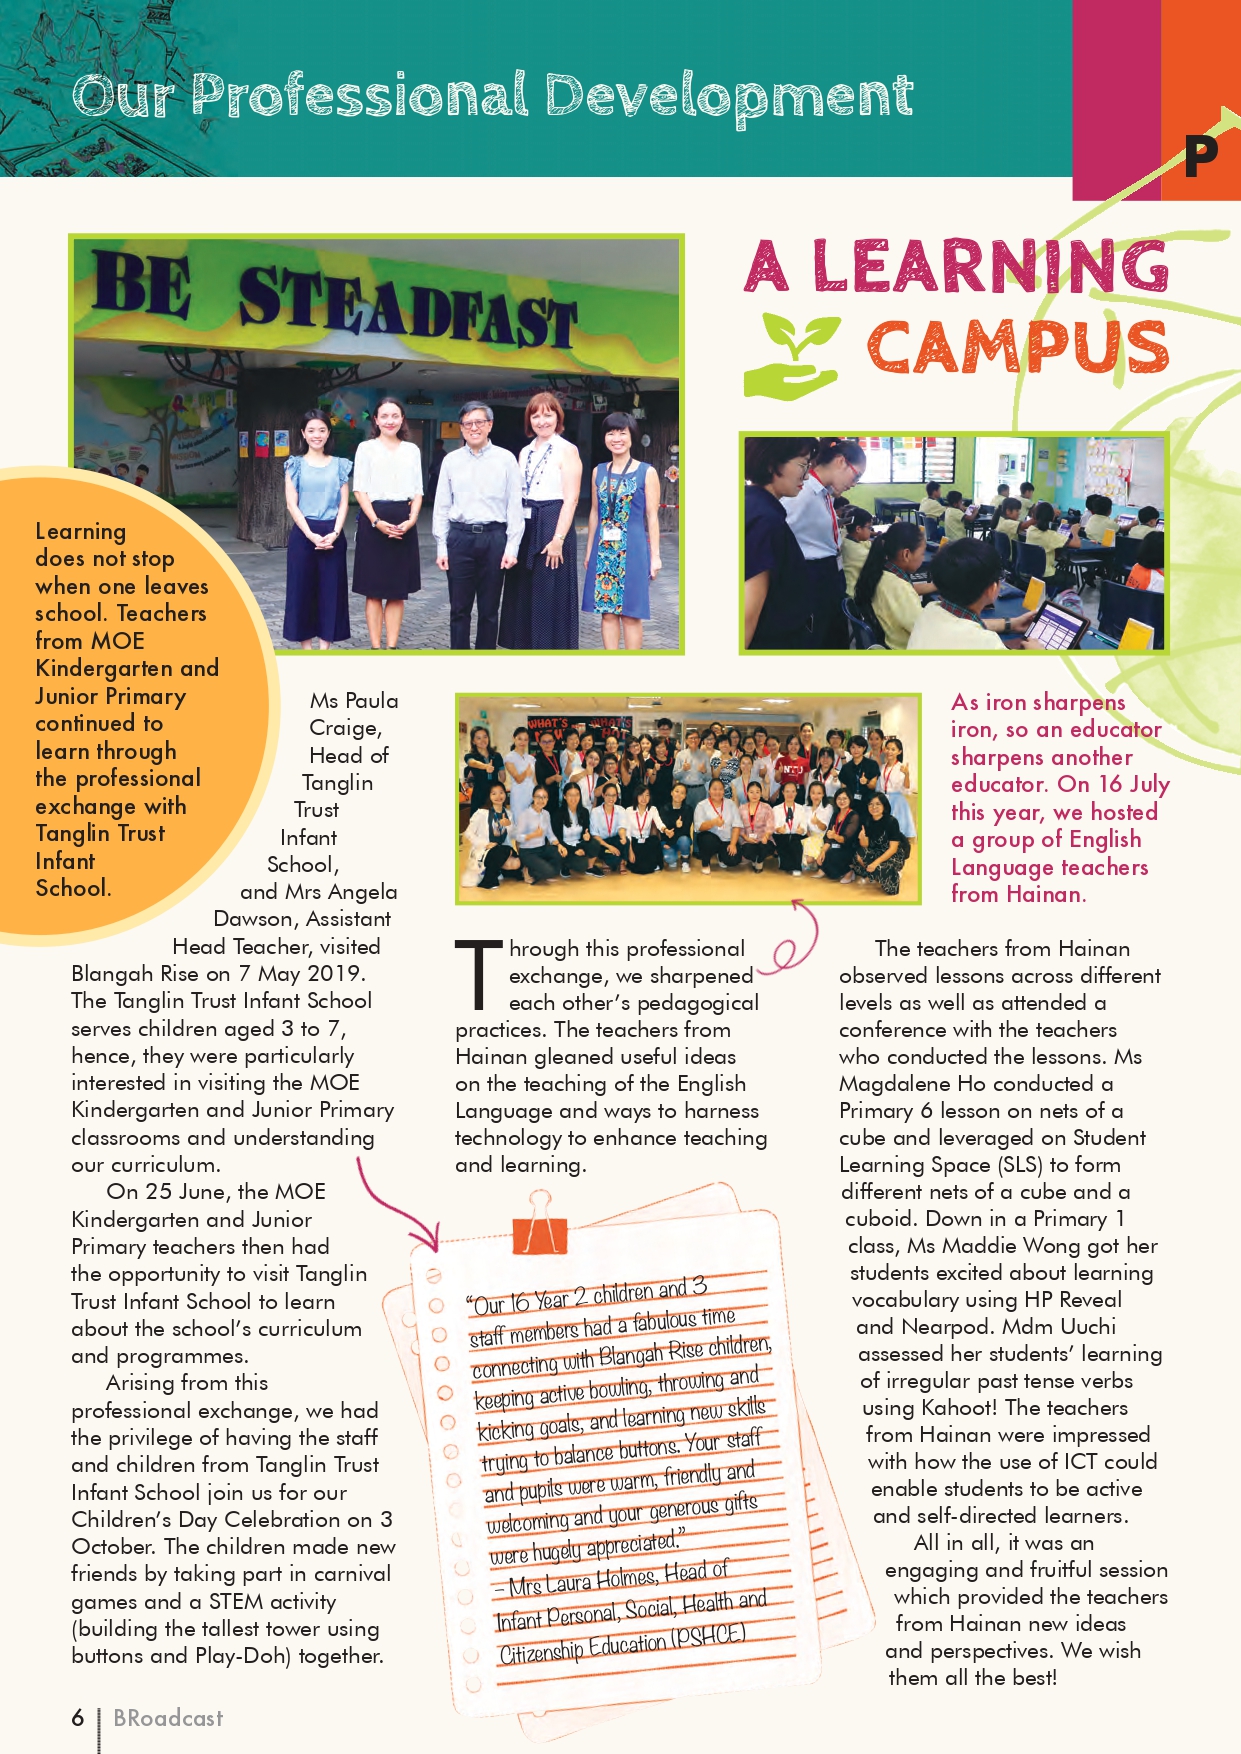 Our Professional Development
P
BE STEADFAST
A LEARNING
CAMPUS
Learning
does not stop
when one leaves
school. Teachers
from MOE
Kindergarten and
Junior Primary
continued to
learn through
the professional
exchange with
Tanglin Trust
Infant
School.
Ms Paula
Craige,
Head of
Tanglin
Trust
Infant
School,
and Mrs Angela
Dawson, Assistant
Head Teacher, visited
Blangah Rise on 7 May 2019.
The Tanglin Trust Infant School
serves children aged 3 to 7,
hence, they were particularly
interested in visiting the MOE
Kindergarten and Junior Primary
classrooms and understanding
our curriculum.
On 25 June, the MOE
Kindergarten and Junior
Primary teachers then had
the opportunity to visit Tanglin
Trust Infant School to learn
about the school's curriculum
and programmes.
Arising from this
professional exchange, we had
the privilege of having the staff
and children from Tanglin Trust
Infant School join us for our
Children's Day Celebration on 3
October. The children made new
friends by taking part in carnival
games and a STEM activity
(building the tallest tower using
buttons and Play-Doh) together.
"Our 16 Year 2 children and 3
staff members had a fabulous time
connecting with Blangah Rise children,
keeping active bowling, throwing and
kicking goals, and learning new skills
trying to balance buttons. Your staff
and pupils were warm, friendly and
welcoming and your generous gifts
were hugely appreciated."
– Mrs Laura Holmes, Head of
Infant Personal, Social, Health and
Citizenship Education (PSHCE)
WHAT'S
WHAT'S
NTU
As iron sharpens
iron, so an educator
sharpens another
educator. On 16 July
this year, we hosted
a group of English
Language teachers
from Hainan.
Through this professional
exchange, we sharpened
each other's pedagogical
practices. The teachers from
Hainan gleaned useful ideas
on the teaching of the English
Language and ways to harness
technology to enhance teaching
and learning.
The teachers from Hainan
observed lessons across different
levels as well as attended a
conference with the teachers
who conducted the lessons. Ms
Magdalene Ho conducted a
Primary 6 lesson on nets of a
cube and leveraged on Student
Learning Space (SLS) to form
different nets of a cube and a
cuboid. Down in a Primary 1
class, Ms Maddie Wong got her
students excited about learning
vocabulary using HP Reveal
and Nearpod. Mdm Uuchi
assessed her students' learning
of irregular past tense verbs
using Kahoot! The teachers
from Hainan were impressed
with how the use of ICT could
enable students to be active
and self-directed learners.
All in all, it was an
engaging and fruitful session
which provided the teachers
from Hainan new ideas
and perspectives. We wish
them all the best!
6 BRoadcast